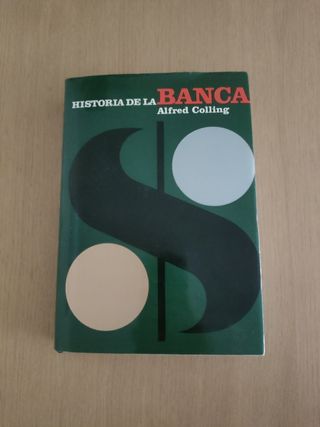 HISTORIA DE LA BANCA
Alfred Colling